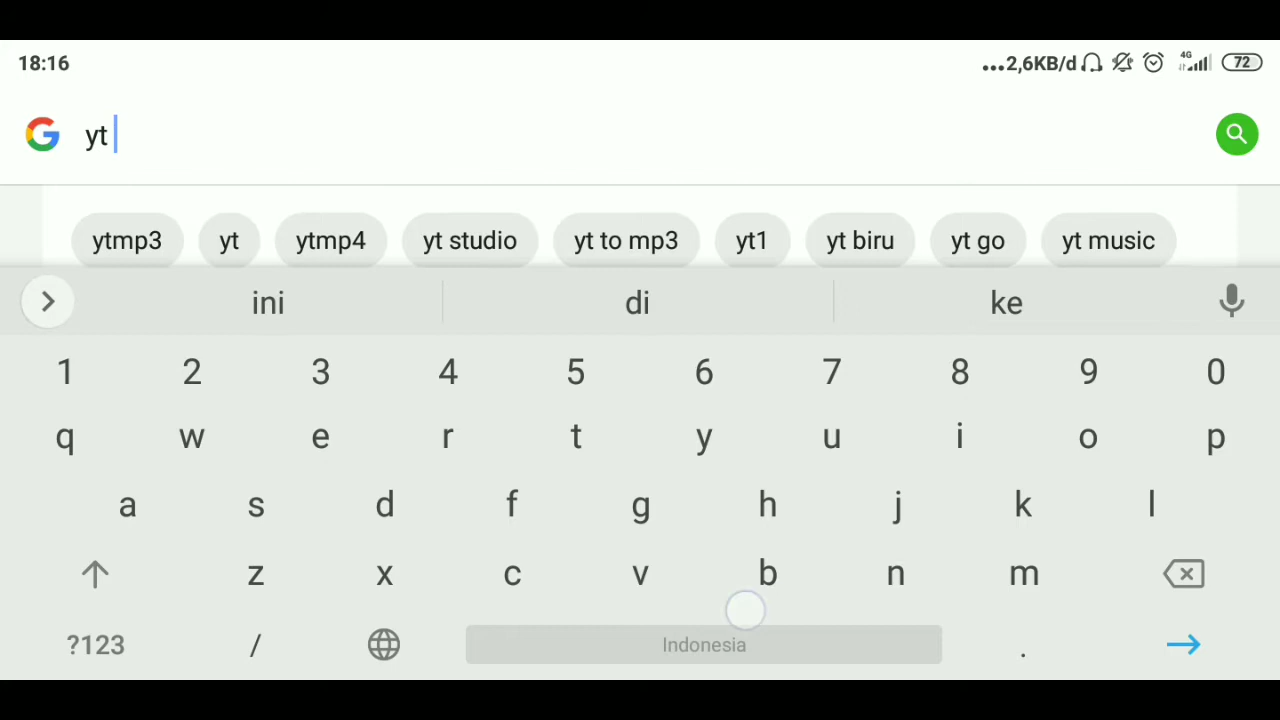 18:16 ...2,6KB/d 4G 72
yt
ytmp3 yt ytmp4 yt studio yt to mp3 yt1 yt biru yt go yt music
ini di ke
1 2 3 4 5 6 7 8 9 0
q w e r t y u i o p
a s d f g h j k l
z x c v b n m
?123 / Indonesia .